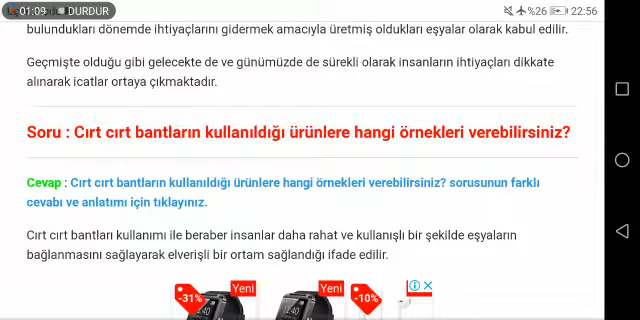 01:09 DURDUR %26 22:56
bulundukları dönemde ihtiyaçlarını gidermek amacıyla üretmiş oldukları eşyalar olarak kabul edilir.
Geçmişte olduğu gibi gelecekte de ve günümüzde de sürekli olarak insanların ihtiyaçları dikkate
alınarak icatlar ortaya çıkmaktadır.
Soru : Cırt cırt bantların kullanıldığı ürünlere hangi örnekleri verebilirsiniz?
Cevap : Cırt cırt bantların kullanıldığı ürünlere hangi örnekleri verebilirsiniz? sorusunun farklı
cevabı ve anlatımı için tıklayınız.
Cırt cırt bantları kullanımı ile beraber insanlar daha rahat ve kullanışlı bir şekilde eşyaların
bağlanmasını sağlayarak elverişli bir ortam sağlandığı ifade edilir.
-31% Yeni Yeni -10%